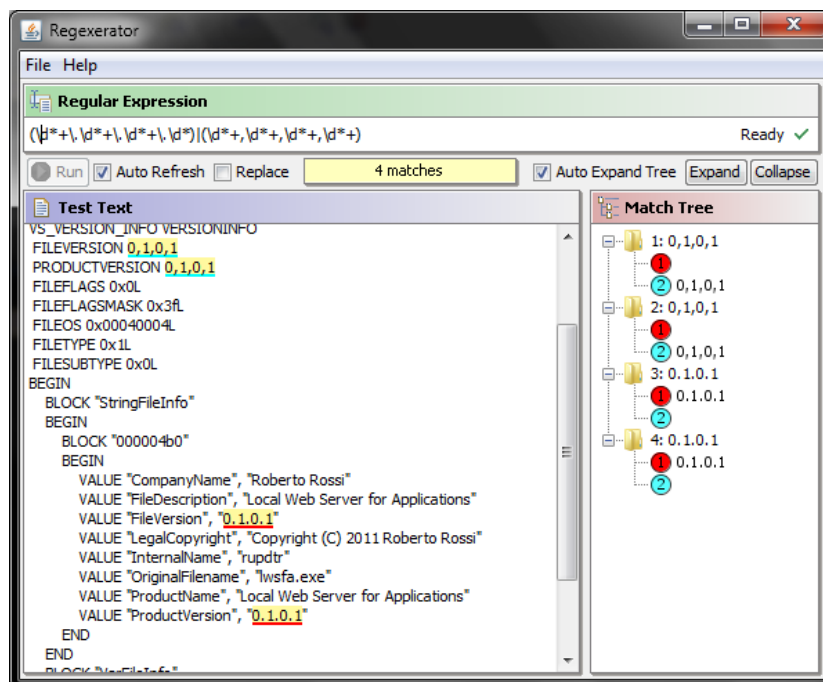 Regexerator
File Help
Regular Expression
(\d*+\.\d*+\.\d*+\.\d*)|(\d*+,\d*+,\d*+,\d*+)
Ready
Run Auto Refresh Replace 4 matches Auto Expand Tree Expand Collapse
Test Text
VS_VERSION_INFO VERSIONINFO
FILEVERSION 0,1,0,1
PRODUCTVERSION 0,1,0,1
FILEFLAGS 0x0L
FILEFLAGSMASK 0x3fL
FILEOS 0x00040004L
FILETYPE 0x1L
FILESUBTYPE 0x0L
BEGIN
BLOCK "StringFileInfo"
BEGIN
BLOCK "000004b0"
BEGIN
VALUE "CompanyName", "Roberto Rossi"
VALUE "FileDescription", "Local Web Server for Applications"
VALUE "FileVersion", "0.1.0.1"
VALUE "LegalCopyright", "Copyright (C) 2011 Roberto Rossi"
VALUE "InternalName", "rupdtr"
VALUE "OriginalFilename", "lwsfa.exe"
VALUE "ProductName", "Local Web Server for Applications"
VALUE "ProductVersion", "0.1.0.1"
END
END
BLOCK "VarFileInfo"
Match Tree
1: 0,1,0,1
1
2 0,1,0,1
2: 0,1,0,1
1
2 0,1,0,1
3: 0.1.0.1
1 0.1.0.1
2
4: 0.1.0.1
1 0.1.0.1
2